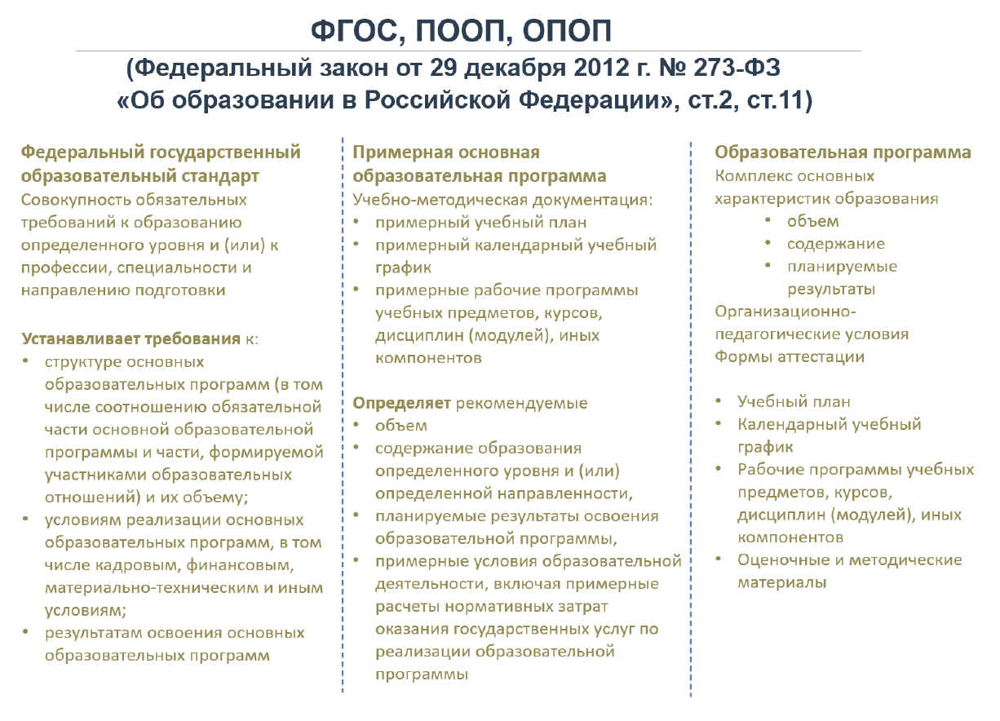 ФГОС, ПООП, ОПОП
(Федеральный закон от 29 декабря 2012 г. № 273-ФЗ
«Об образовании в Российской Федерации», ст.2, ст.11)
Федеральный государственный
образовательный стандарт
Совокупность обязательных
требований к образованию
определенного уровня и (или) к
профессии, специальности и
направлению подготовки
Устанавливает требования к:
• структуре основных
образовательных программ (в том
числе соотношению обязательной
части основной образовательной
программы и части, формируемой
участниками образовательных
отношений) и их объему;
• условиям реализации основных
образовательных программ, в том
числе кадровым, финансовым,
материально-техническим и иным
условиям;
• результатам освоения основных
образовательных программ
Примерная основная
образовательная программа
Учебно-методическая документация:
• примерный учебный план
• примерный календарный учебный
график
• примерные рабочие программы
учебных предметов, курсов,
дисциплин (модулей), иных
компонентов
Определяет рекомендуемые
• объем
• содержание образования
определенного уровня и (или)
определенной направленности,
• планируемые результаты освоения
образовательной программы,
• примерные условия образовательной
деятельности, включая примерные
расчеты нормативных затрат
оказания государственных услуг по
реализации образовательной
программы
Образовательная программа
Комплекс основных
характеристик образования
• объем
• содержание
• планируемые
результаты
Организационно-
педагогические условия
Формы аттестации
• Учебный план
• Календарный учебный
график
• Рабочие программы учебных
предметов, курсов,
дисциплин (модулей), иных
компонентов
• Оценочные и методические
материалы